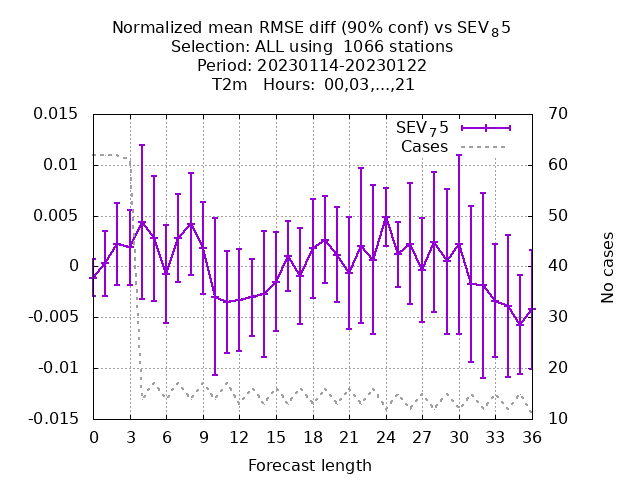 Normalized mean RMSE diff (90% conf) vs SEV₈5
Selection: ALL using  1066 stations
Period: 20230114-20230122
T2m   Hours:  00,03,...,21
0.015
0.01
0.005
0
-0.005
-0.01
-0.015
SEV₇5
Cases
70
60
50
40
30
20
10
No cases
0 3 6 9 12 15 18 21 24 27 30 33 36
Forecast length